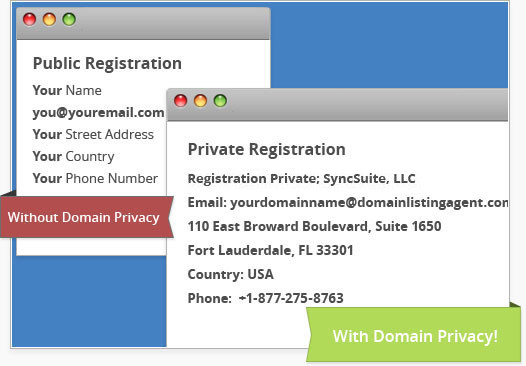 Public Registration
Your Name
you@youremail.com
Your Street Address
Your Country
Your Phone Number
Without Domain Privacy
Private Registration
Registration Private; SyncSuite, LLC
Email: yourdomainname@domainlistingagent.com
110 East Broward Boulevard, Suite 1650
Fort Lauderdale, FL 33301
Country: USA
Phone: +1-877-275-8763
With Domain Privacy!